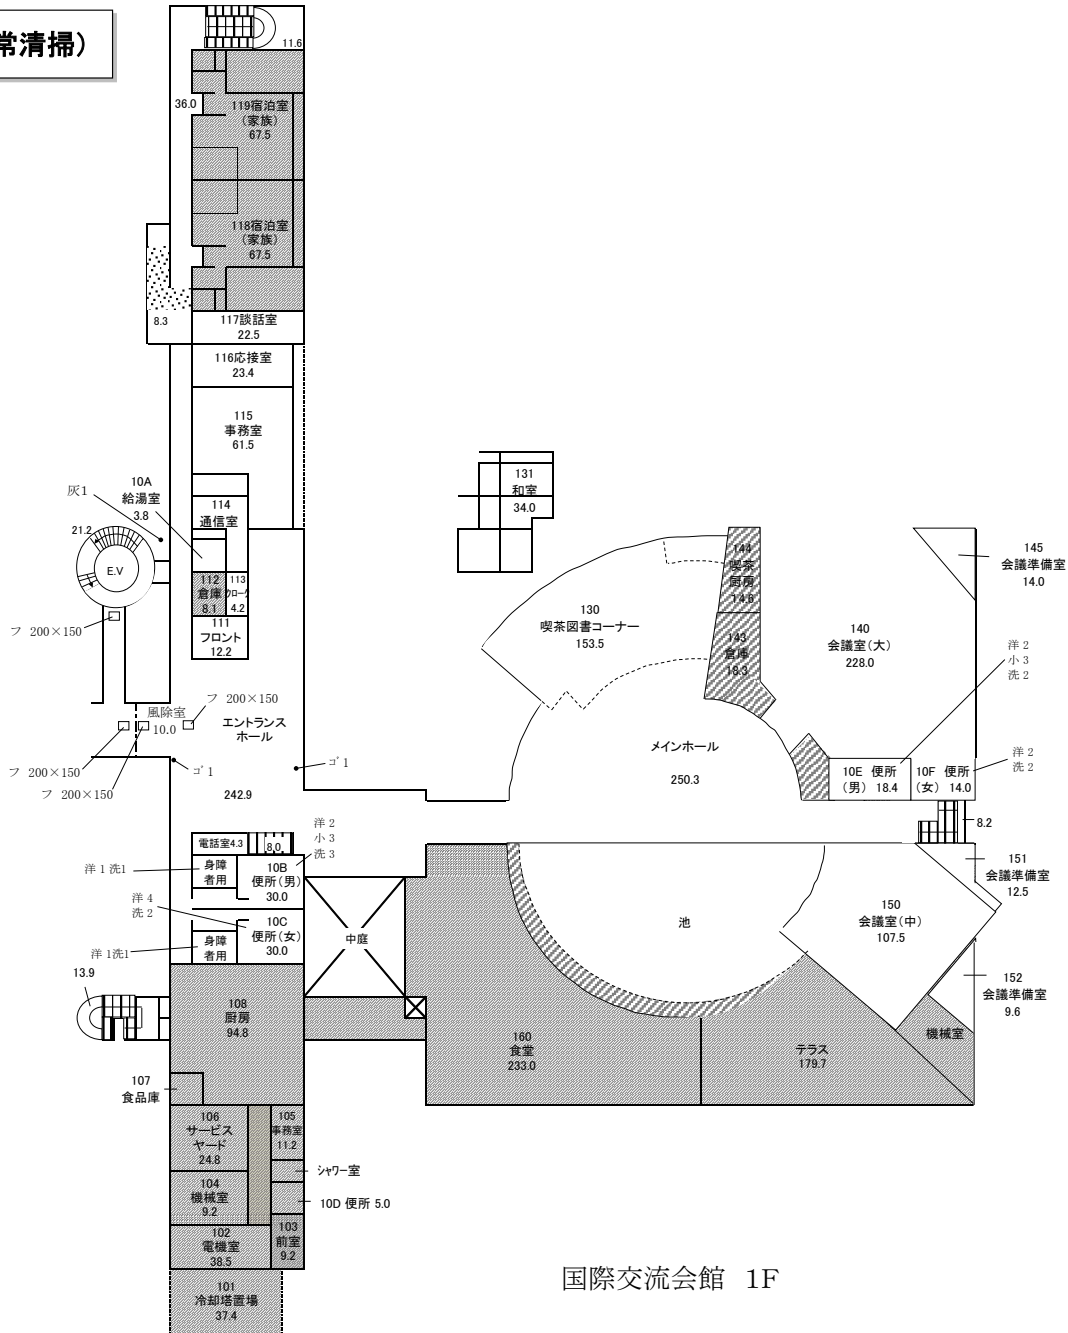 常清掃）
11.6
36.0
119宿泊室
（家族）
67.5
118宿泊室
（家族）
67.5
8.3
117談話室
22.5
116応接室
23.4
115
事務室
61.5
10A
給湯室
3.8
灰1
21.2
E.V
114
通信室
112
倉庫
8.1
113
クローク
4.2
111
フロント
12.2
フ 200×150
131
和室
34.0
144
喫茶
厨房
14.6
130
喫茶図書コーナー
153.5
143
倉庫
18.3
140
会議室（大）
228.0
145
会議準備室
14.0
洋 2
小 3
洗 2
風除室
10.0
フ 200×150
エントランス
ホール
フ 200×150
フ 200×150
ゴ 1
ゴ 1
242.9
メインホール
250.3
10E 便所
（男） 18.4
10F 便所
（女） 14.0
洋 2
洗 2
8.2
電話室4.3
8.0
洋 2
小 3
洗 3
身障
者用
洋 1 洗1
10B
便所（男）
30.0
洋 4
洗 2
10C
便所（女）
30.0
身障
者用
洋 1洗1
中庭
池
150
会議室（中）
107.5
151
会議準備室
12.5
152
会議準備室
9.6
機械室
13.9
108
厨房
94.8
160
食堂
233.0
テラス
179.7
107
食品庫
106
サービス
ヤード
24.8
105
事務室
11.2
シャワー室
104
機械室
9.2
10D 便所 5.0
102
電機室
38.5
103
前室
9.2
101
冷却塔置場
37.4
国際交流会館 1F